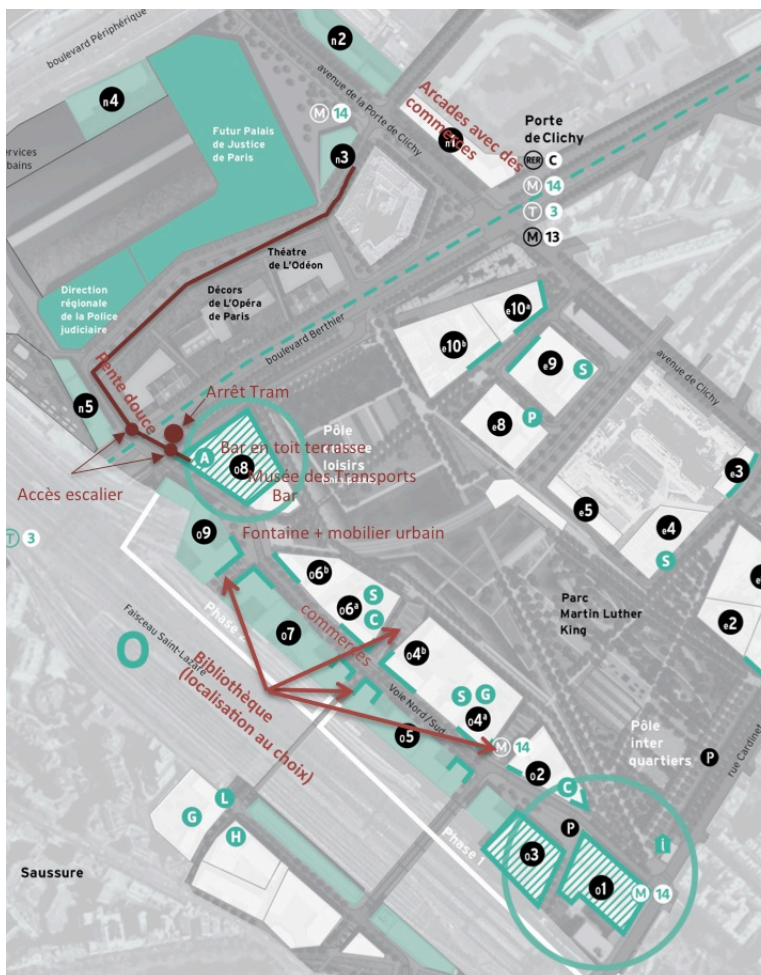 boulevard Périphérique
n2
n4
avenue de la Porte de Clichy
M 14
Futur Palais
de Justice
de Paris
Arcades avec des
commerces
n1
Porte
de Clichy
RER C
M 14
T 3
M 13
ervices
bains
n3
Théatre
de L'Odéon
Direction
régionale
de la Police
judiciaire
Décors
de L'Opéra
de Paris
boulevard Berthier
e10ª
e10ᵇ
e9
S
avenue de Clichy
Pente douce
n5
Arrêt Tram
e8
P
A
o8
Bar en toit terrasse
Pôle
loisirs
Musée des Transports
Bar
Accès escalier
e3
e5
e4
S
T 3
o9
Fontaine + mobilier urbain
o6ᵇ
S
o6ª
C
Phase 2
o7
commerces
o4ᵇ
Parc
Martin Luther
King
e2
Faisceau Saint-Lazare
O
Bibliothèque
(localisation au choix)
Voie Nord/Sud
S G
o4ª
o5
M 14
o2
C
Pôle
inter
quartiers
P
rue Cardinet
Phase 1
P
o3
i
o1
M 14
L
G
H
Saussure